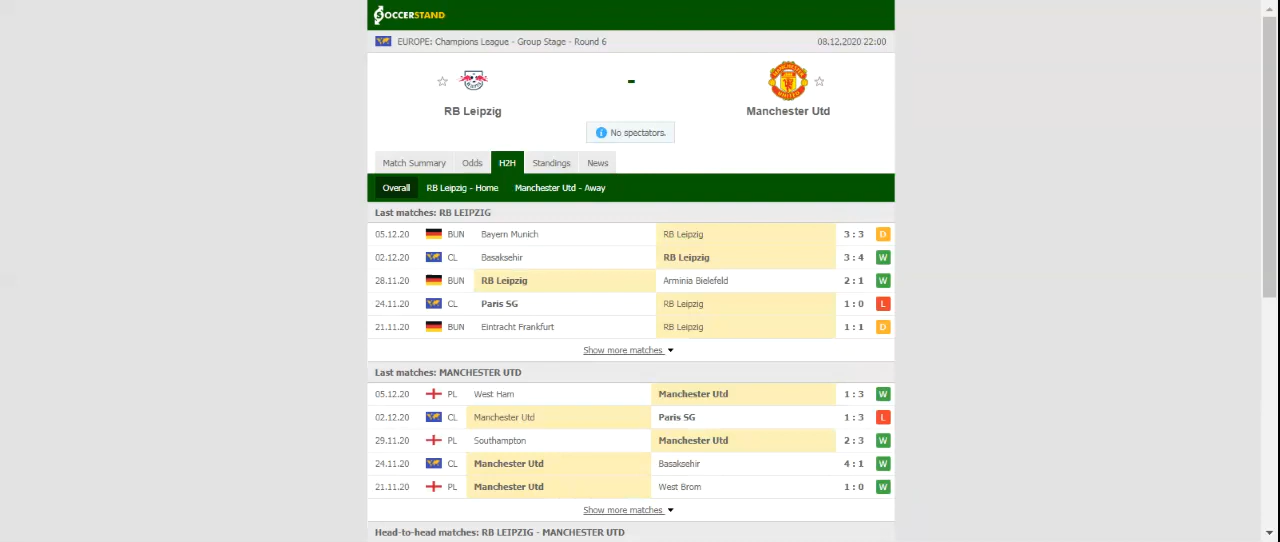 SOCCERSTAND
EUROPE: Champions League - Group Stage - Round 6 08.12.2020 22:00
-
RB Leipzig Manchester Utd
No spectators.
Match Summary Odds H2H Standings News
Overall RB Leipzig - Home Manchester Utd - Away
Last matches: RB LEIPZIG
05.12.20 BUN Bayern Munich RB Leipzig 3 : 3 D
02.12.20 CL Basaksehir RB Leipzig 3 : 4 W
28.11.20 BUN RB Leipzig Arminia Bielefeld 2 : 1 W
24.11.20 CL Paris SG RB Leipzig 1 : 0 L
21.11.20 BUN Eintracht Frankfurt RB Leipzig 1 : 1 D
Show more matches
Last matches: MANCHESTER UTD
05.12.20 PL West Ham Manchester Utd 1 : 3 W
02.12.20 CL Manchester Utd Paris SG 1 : 3 L
29.11.20 PL Southampton Manchester Utd 2 : 3 W
24.11.20 CL Manchester Utd Basaksehir 4 : 1 W
21.11.20 PL Manchester Utd West Brom 1 : 0 W
Show more matches
Head-to-head matches: RB LEIPZIG - MANCHESTER UTD